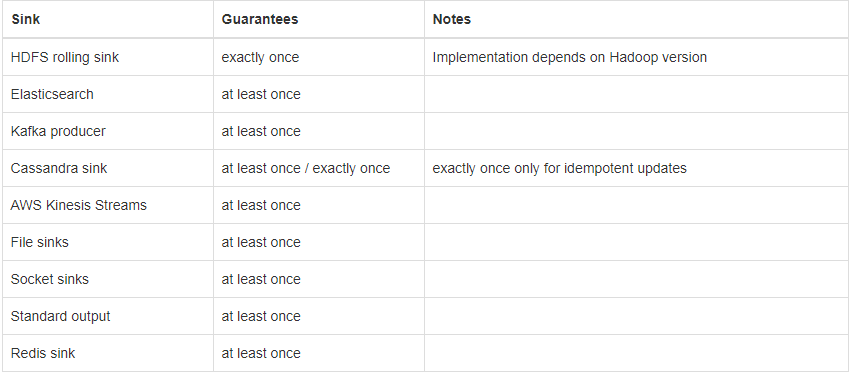 Sink Guarantees Notes
HDFS rolling sink exactly once Implementation depends on Hadoop version
Elasticsearch at least once
Kafka producer at least once
Cassandra sink at least once / exactly once exactly once only for idempotent updates
AWS Kinesis Streams at least once
File sinks at least once
Socket sinks at least once
Standard output at least once
Redis sink at least once